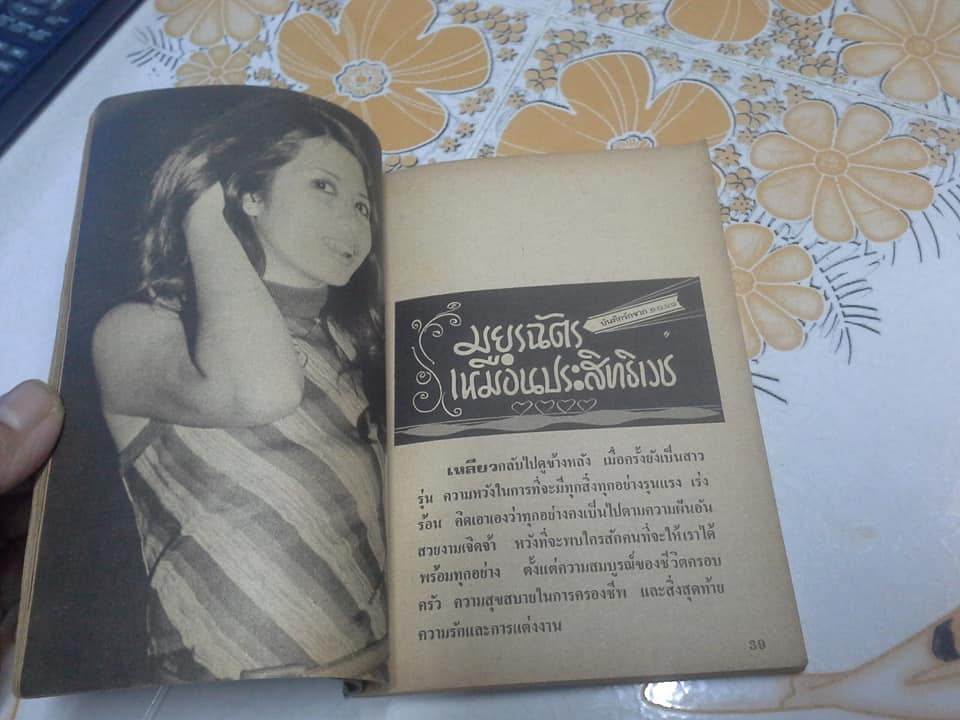 บันทึกรักจาก
มยุรฉัตร
เหมือนประสิทธิเวช
เหลียวกลับไปดูข้างหลัง เมื่อครั้งยังเป็นสาว
รุ่น ความหวังในการที่จะมีทุกสิ่งทุกอย่างรุนแรง เร่ง
ร้อน คิดเอาเองว่าทุกอย่างคงเป็นไปตามความฝันอัน
สวยงามเจิดจ้า หวังที่จะพบใครสักคนที่จะให้เราได้
พร้อมทุกอย่าง ตั้งแต่ความสมบูรณ์ของชีวิตครอบ
ครัว ความสุขสบายในการครองชีพ และสิ่งสุดท้าย
ความรักและการแต่งงาน
39